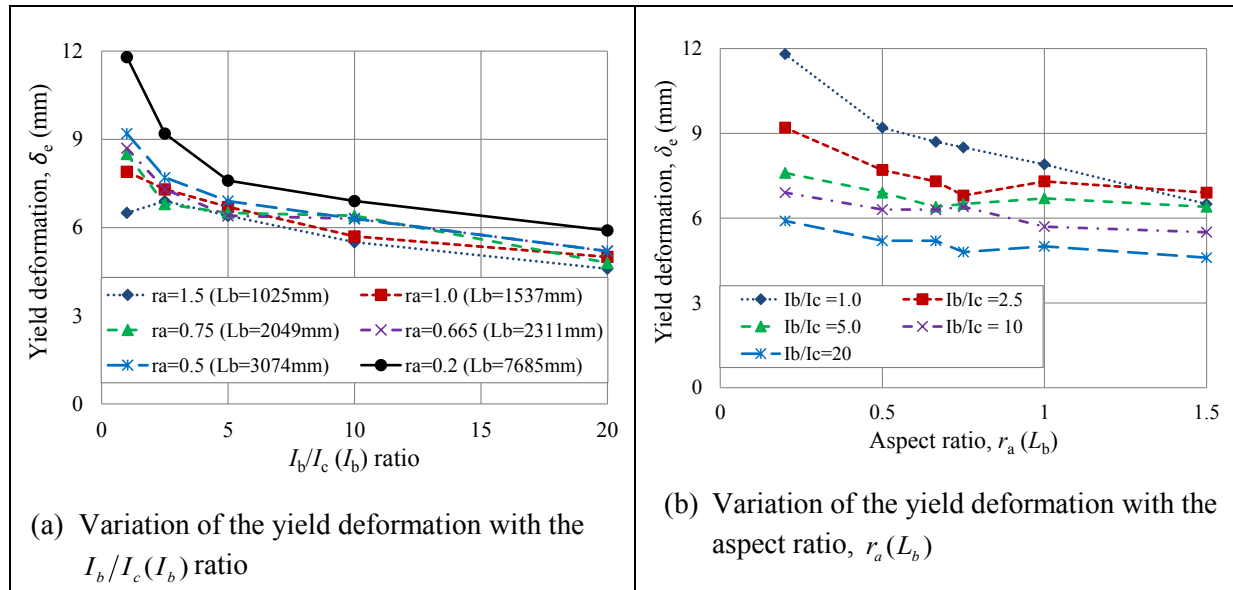 12
9
6
3
0
Yield deformation, δe (mm)
ra=1.5 (Lb=1025mm)
ra=1.0 (Lb=1537mm)
ra=0.75 (Lb=2049mm)
ra=0.665 (Lb=2311mm)
ra=0.5 (Lb=3074mm)
ra=0.2 (Lb=7685mm)
0 5 10 15 20
Ib/Ic (Ib) ratio
(a) Variation of the yield deformation with the
Ib/Ic(Ib) ratio
12
9
6
3
0
Yield deformation, δe (mm)
Ib/Ic =1.0
Ib/Ic =2.5
Ib/Ic =5.0
Ib/Ic = 10
Ib/Ic=20
0 0.5 1 1.5
Aspect ratio, ra (Lb)
(b) Variation of the yield deformation with the
aspect ratio, ra(Lb)